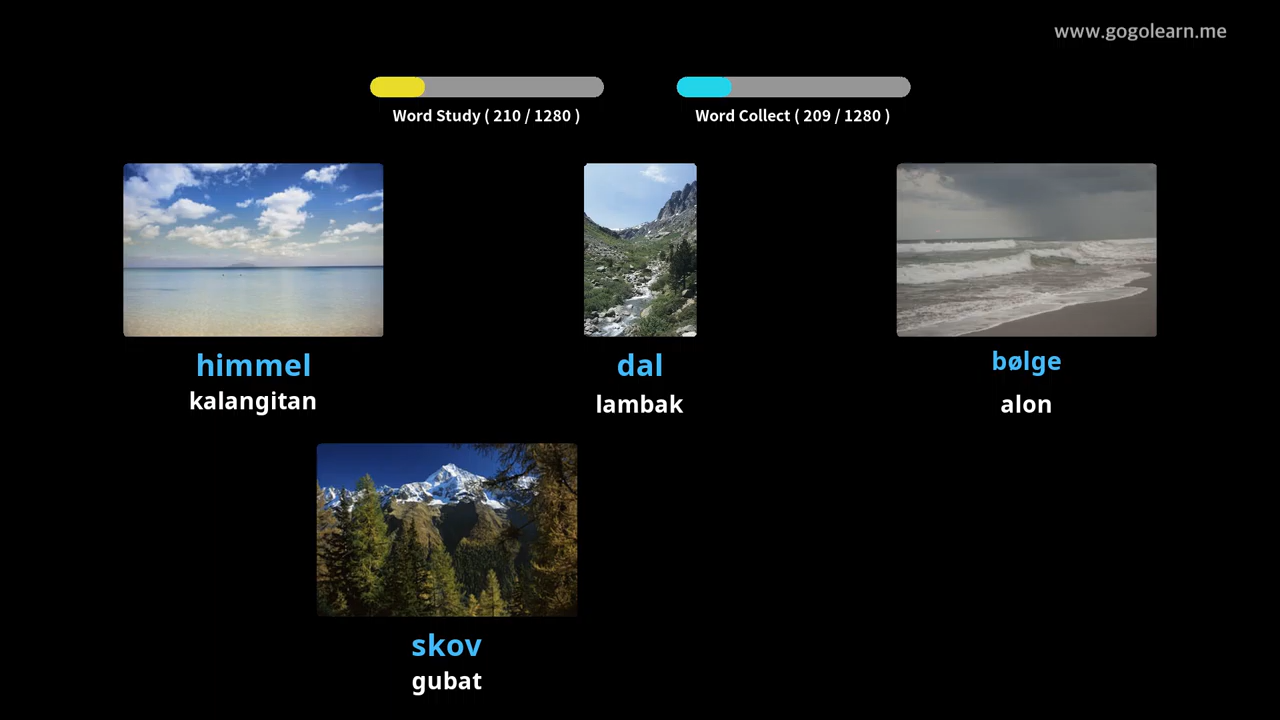 www.gogolearn.me
Word Study ( 210 / 1280 )
Word Collect ( 209 / 1280 )
himmel
kalangitan
dal
lambak
bølge
alon
skov
gubat